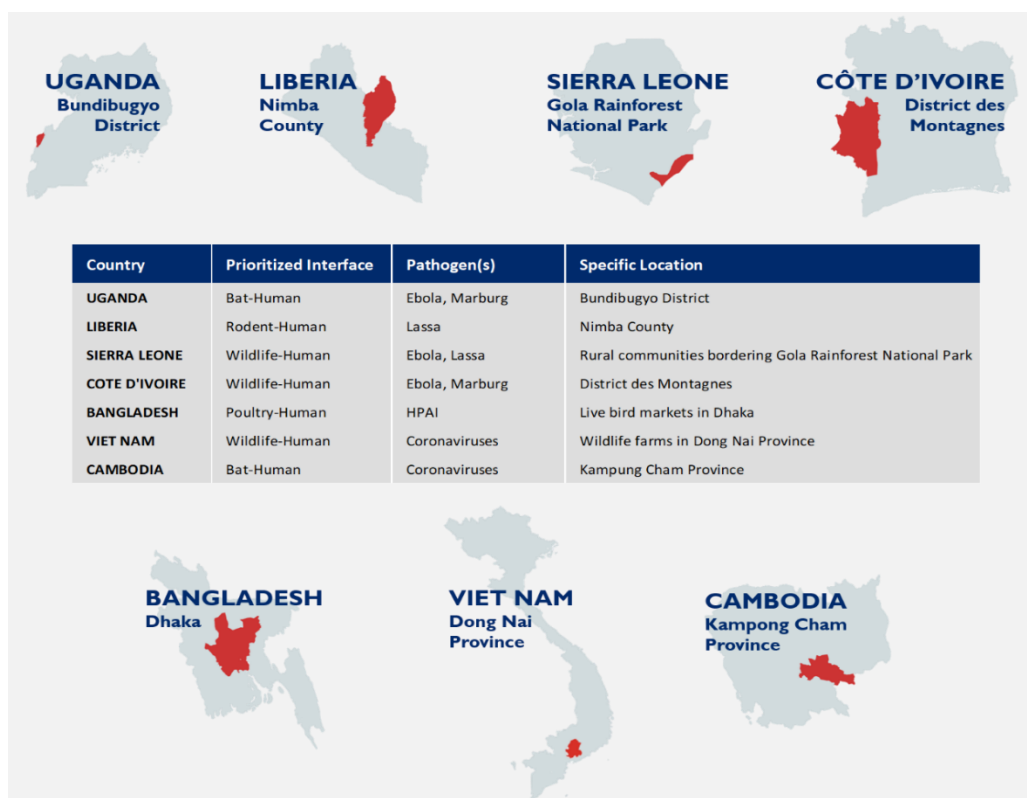 UGANDA
Bundibugyo
District
LIBERIA
Nimba
County
SIERRA LEONE
Gola Rainforest
National Park
CÔTE D'IVOIRE
District des
Montagnes
Country Prioritized Interface Pathogen(s) Specific Location
UGANDA Bat-Human Ebola, Marburg Bundibugyo District
LIBERIA Rodent-Human Lassa Nimba County
SIERRA LEONE Wildlife-Human Ebola, Lassa Rural communities bordering Gola Rainforest National Park
COTE D'IVOIRE Wildlife-Human Ebola, Marburg District des Montagnes
BANGLADESH Poultry-Human HPAI Live bird markets in Dhaka
VIET NAM Wildlife-Human Coronaviruses Wildlife farms in Dong Nai Province
CAMBODIA Bat-Human Coronaviruses Kampung Cham Province
BANGLADESH
Dhaka
VIET NAM
Dong Nai
Province
CAMBODIA
Kampong Cham
Province